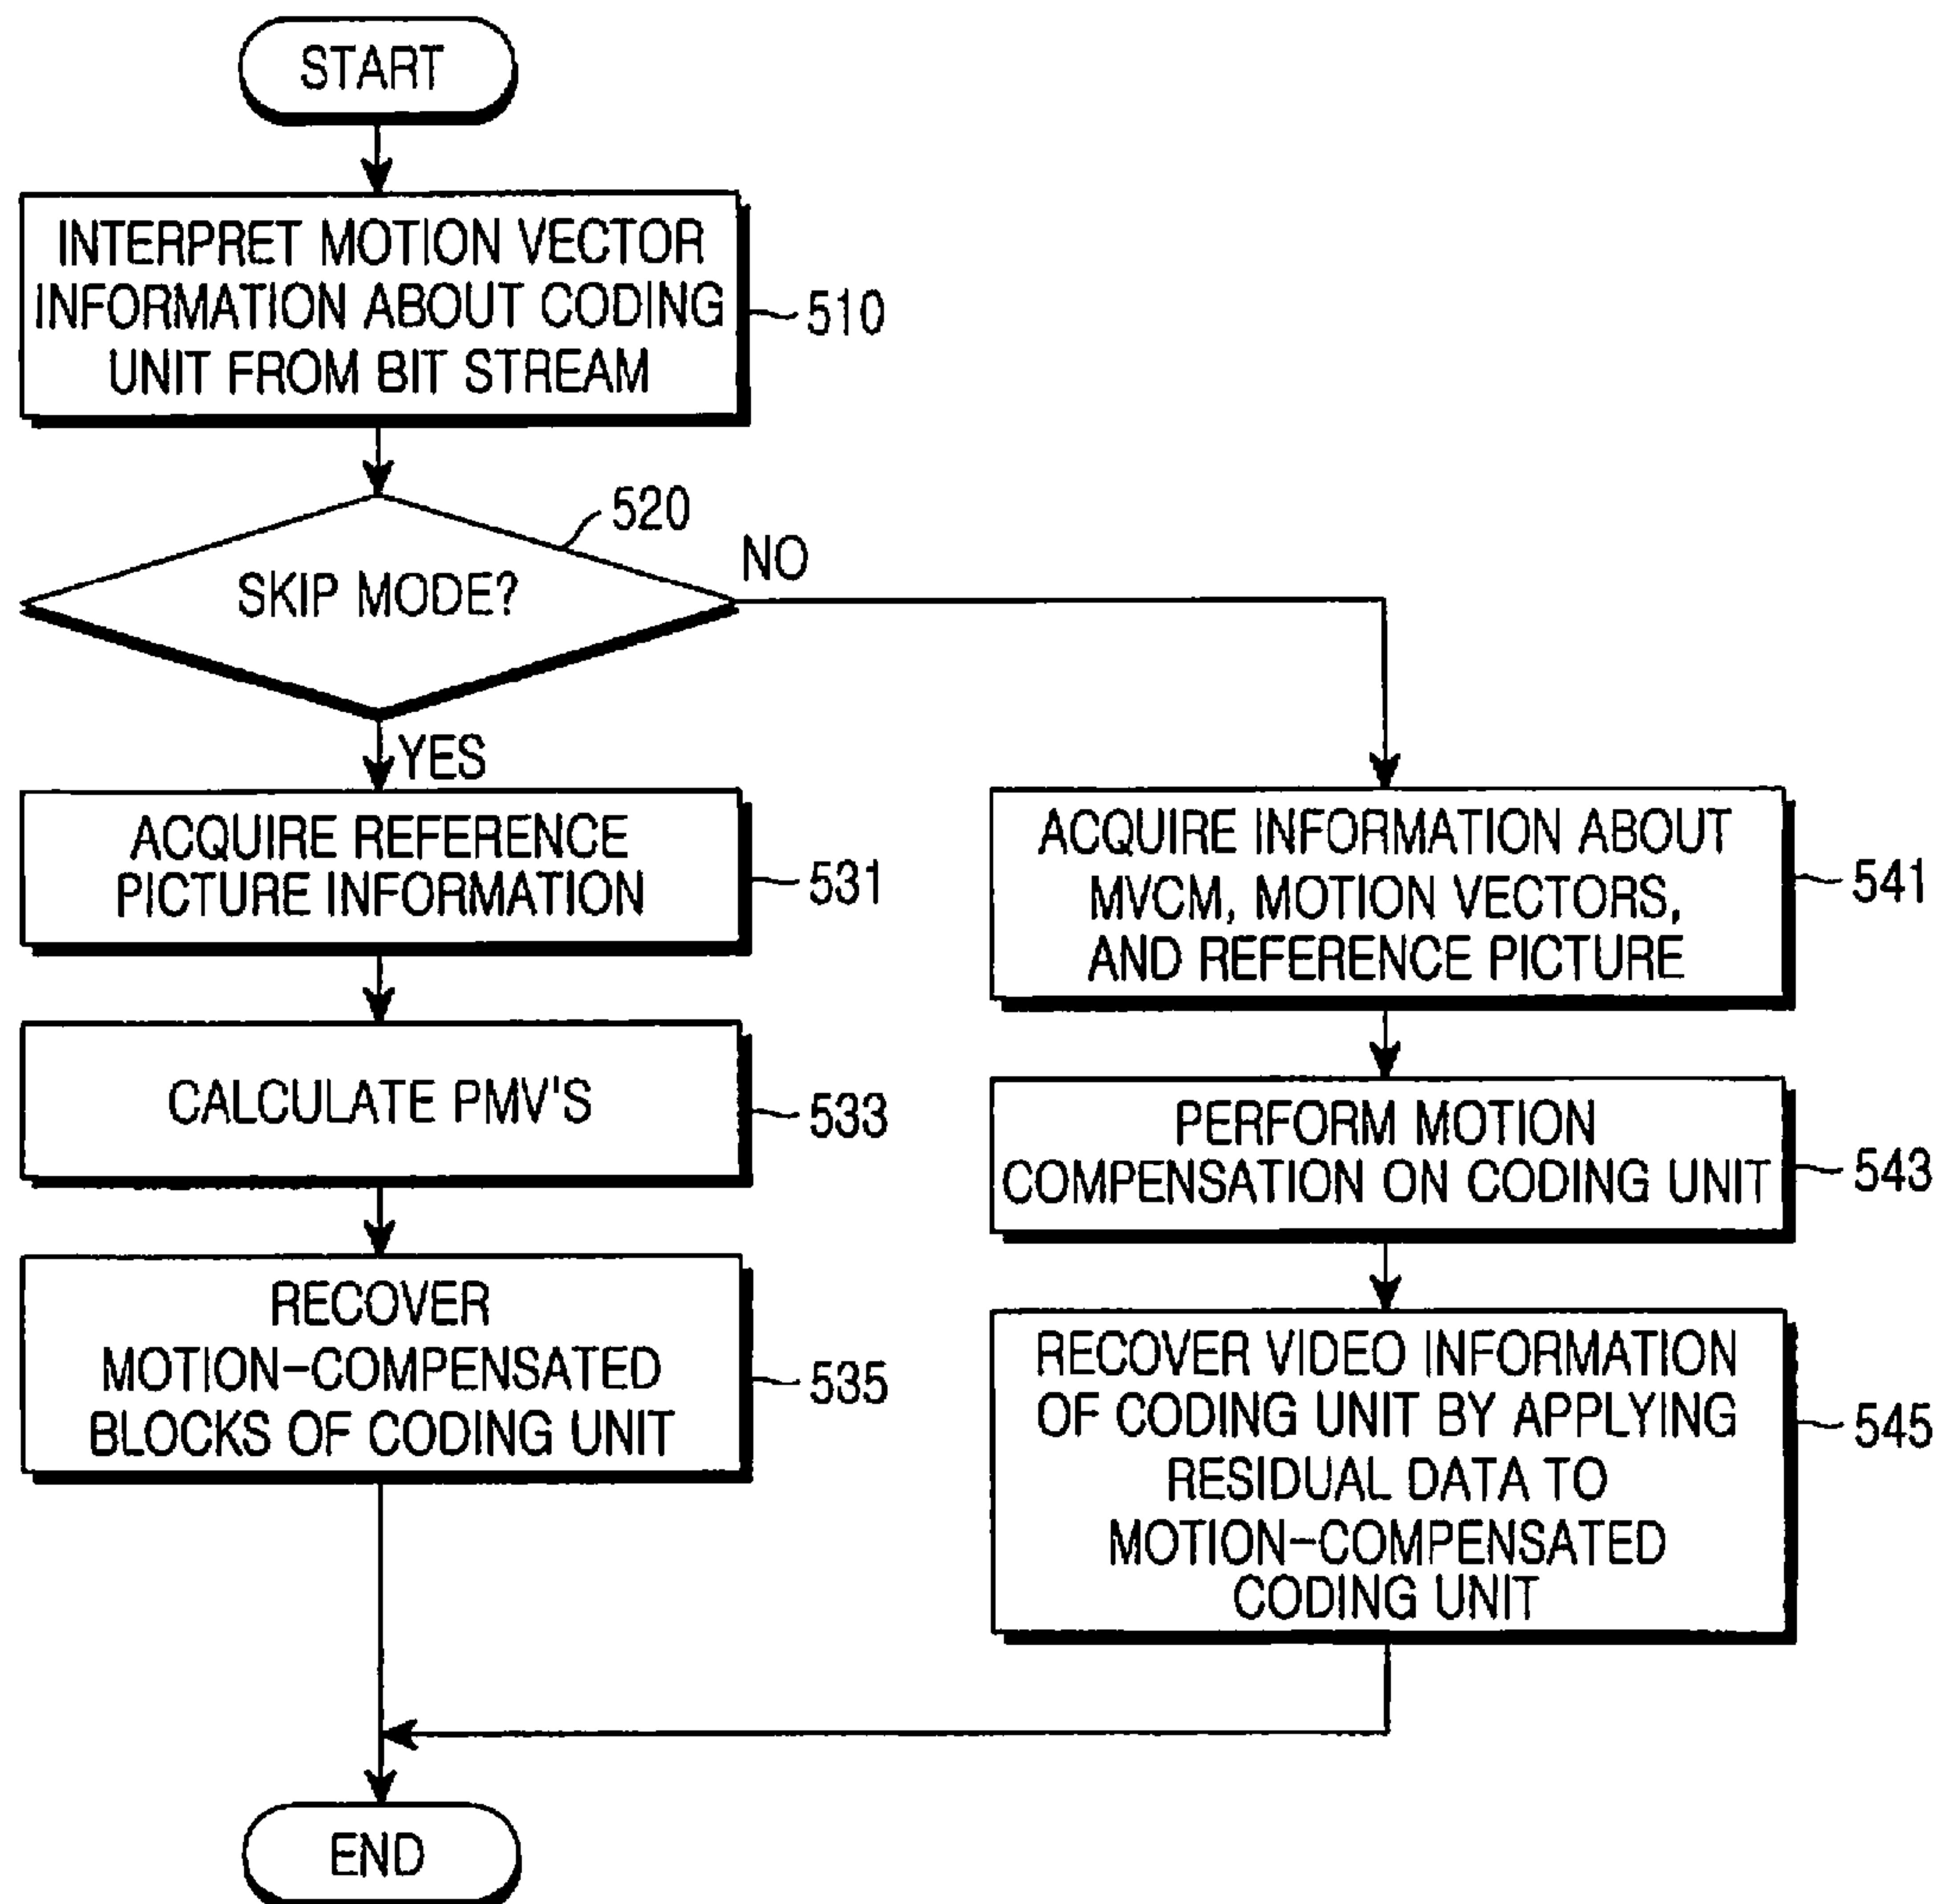 START
INTERPRET MOTION VECTOR
INFORMATION ABOUT CODING
UNIT FROM BIT STREAM
510
520
SKIP MODE?
NO
YES
ACQUIRE REFERENCE
PICTURE INFORMATION
531
CALCULATE PMV'S
533
RECOVER
MOTION-COMPENSATED
BLOCKS OF CODING UNIT
535
ACQUIRE INFORMATION ABOUT
MVCM, MOTION VECTORS,
AND REFERENCE PICTURE
541
PERFORM MOTION
COMPENSATION ON CODING UNIT
543
RECOVER VIDEO INFORMATION
OF CODING UNIT BY APPLYING
RESIDUAL DATA TO
MOTION-COMPENSATED
CODING UNIT
545
END